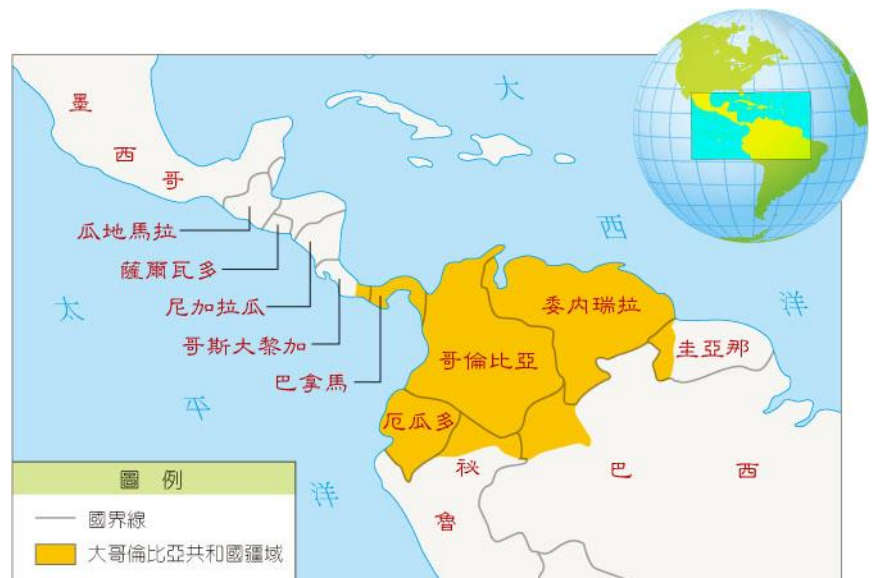 墨西哥
大西洋
瓜地馬拉
薩爾瓦多
尼加拉瓜
哥斯大黎加
巴拿馬
太平洋
委內瑞拉
哥倫比亞
圭亞那
厄瓜多
祕魯
巴西
圖例
國界線
大哥倫比亞共和國疆域